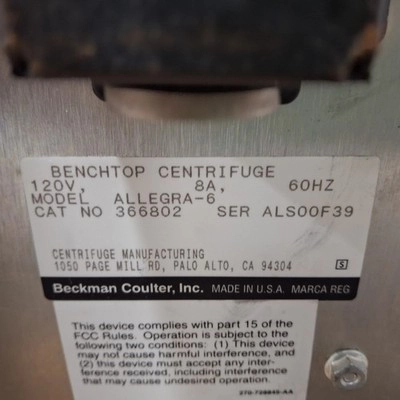 BENCHTOP CENTRIFUGE
120V, 8A, 60HZ
MODEL ALLEGRA-6
CAT NO 366802 SER ALS00F39
CENTRIFUGE MANUFACTURING
1050 PAGE MILL RD, PALO ALTO, CA 94304 S
Beckman Coulter, Inc. MADE IN U.S.A. MARCA REG
This device complies with part 15 of the
FCC Rules. Operation is subject to the
following two conditions: (1) This device
may not cause harmful interference, and
(2) this device must accept any inter-
ference received, including interference
that may cause undesired operation.